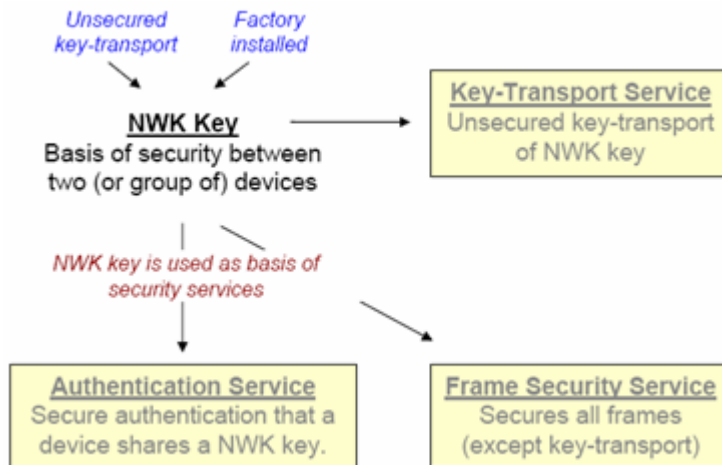 Unsecured
key-transport
Factory
installed
NWK Key
Basis of security between
two (or group of) devices
Key-Transport Service
Unsecured key-transport
of NWK key
NWK key is used as basis of
security services
Authentication Service
Secure authentication that a
device shares a NWK key.
Frame Security Service
Secures all frames
(except key-transport)